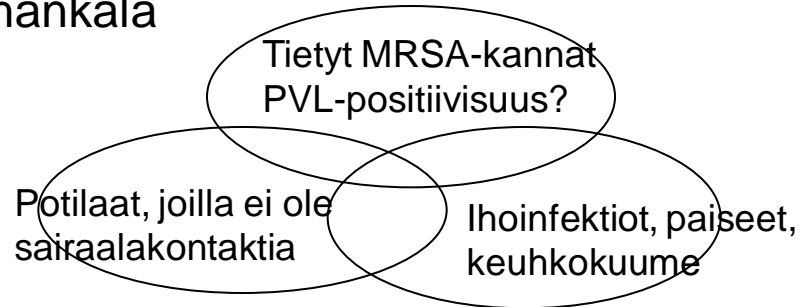 hankala
Tietyt MRSA-kannat
PVL-positiivisuus?
Potilaat, joilla ei ole
sairaalakontaktia
Ihoinfektiot, paiseet,
keuhkokuume